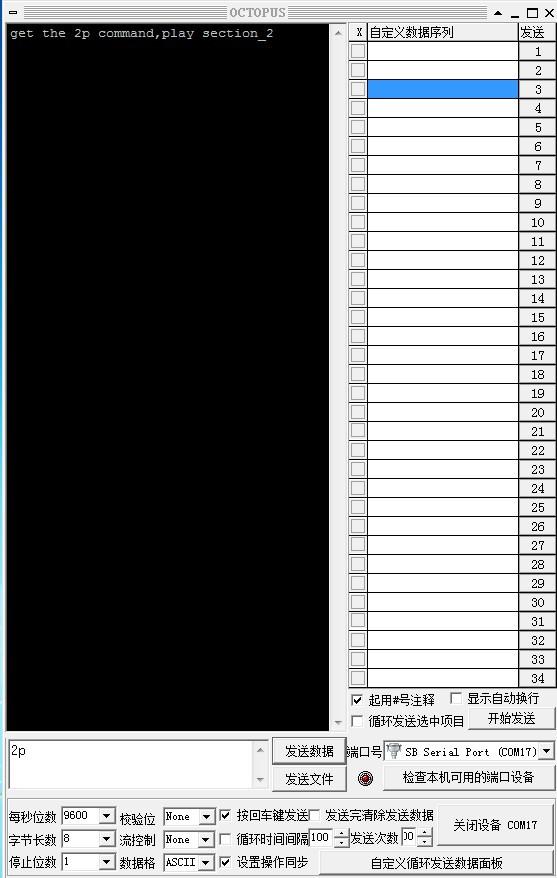 OCTOPUS
get the 2p command,play section_2
X 自定义数据序列 发送
1
2
3
4
5
6
7
8
9
10
11
12
13
14
15
16
17
18
19
20
21
22
23
24
25
26
27
28
29
30
31
32
33
34
起用#号注释 显示自动换行
循环发送选中项目 开始发送
2p
发送数据 端口号 SB Serial Port (COM17)
发送文件 检查本机可用的端口设备
每秒位数 9600 校验位 None 按回车键发送 发送完清除发送数据
字节长数 8 流控制 None 循环时间间隔 100 发送次数
关闭设备 COM17
停止位数 1 数据格 ASCII 设置操作同步 自定义循环发送数据面板